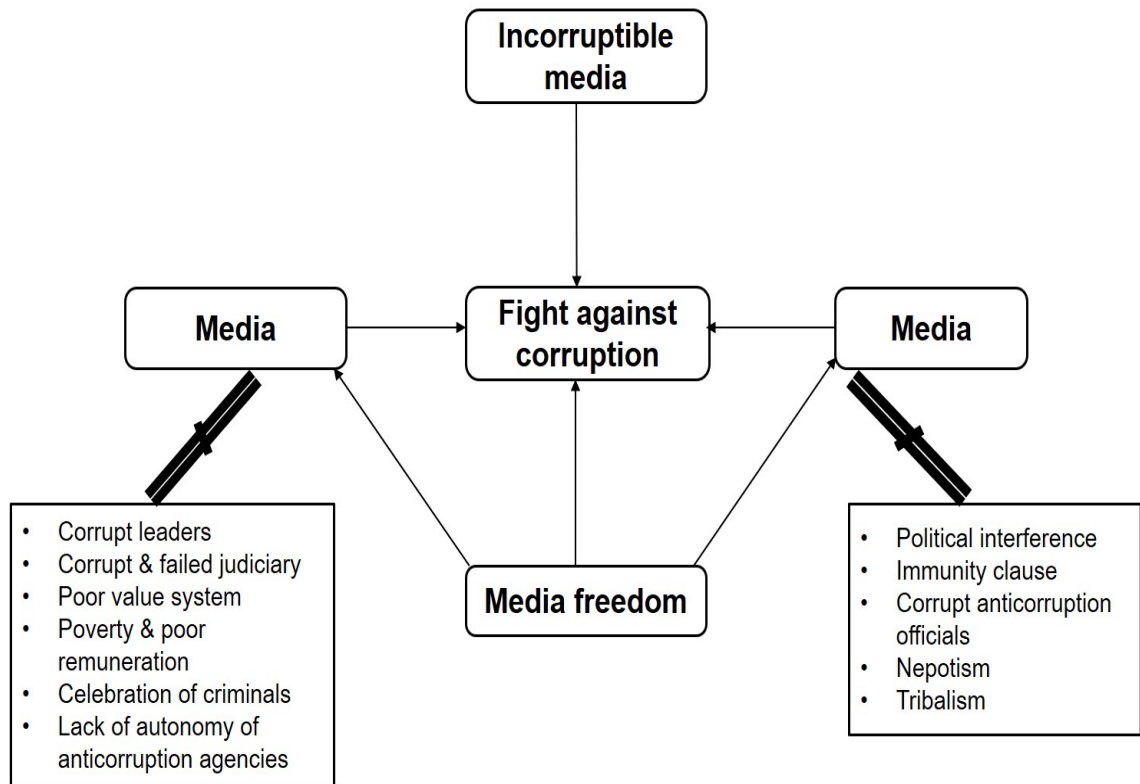 Incorruptible
media
Media
Fight against
corruption
Media
• Corrupt leaders
• Corrupt & failed judiciary
• Poor value system
• Poverty & poor
remuneration
• Celebration of criminals
• Lack of autonomy of
anticorruption agencies
Media freedom
• Political interference
• Immunity clause
• Corrupt anticorruption
officials
• Nepotism
• Tribalism